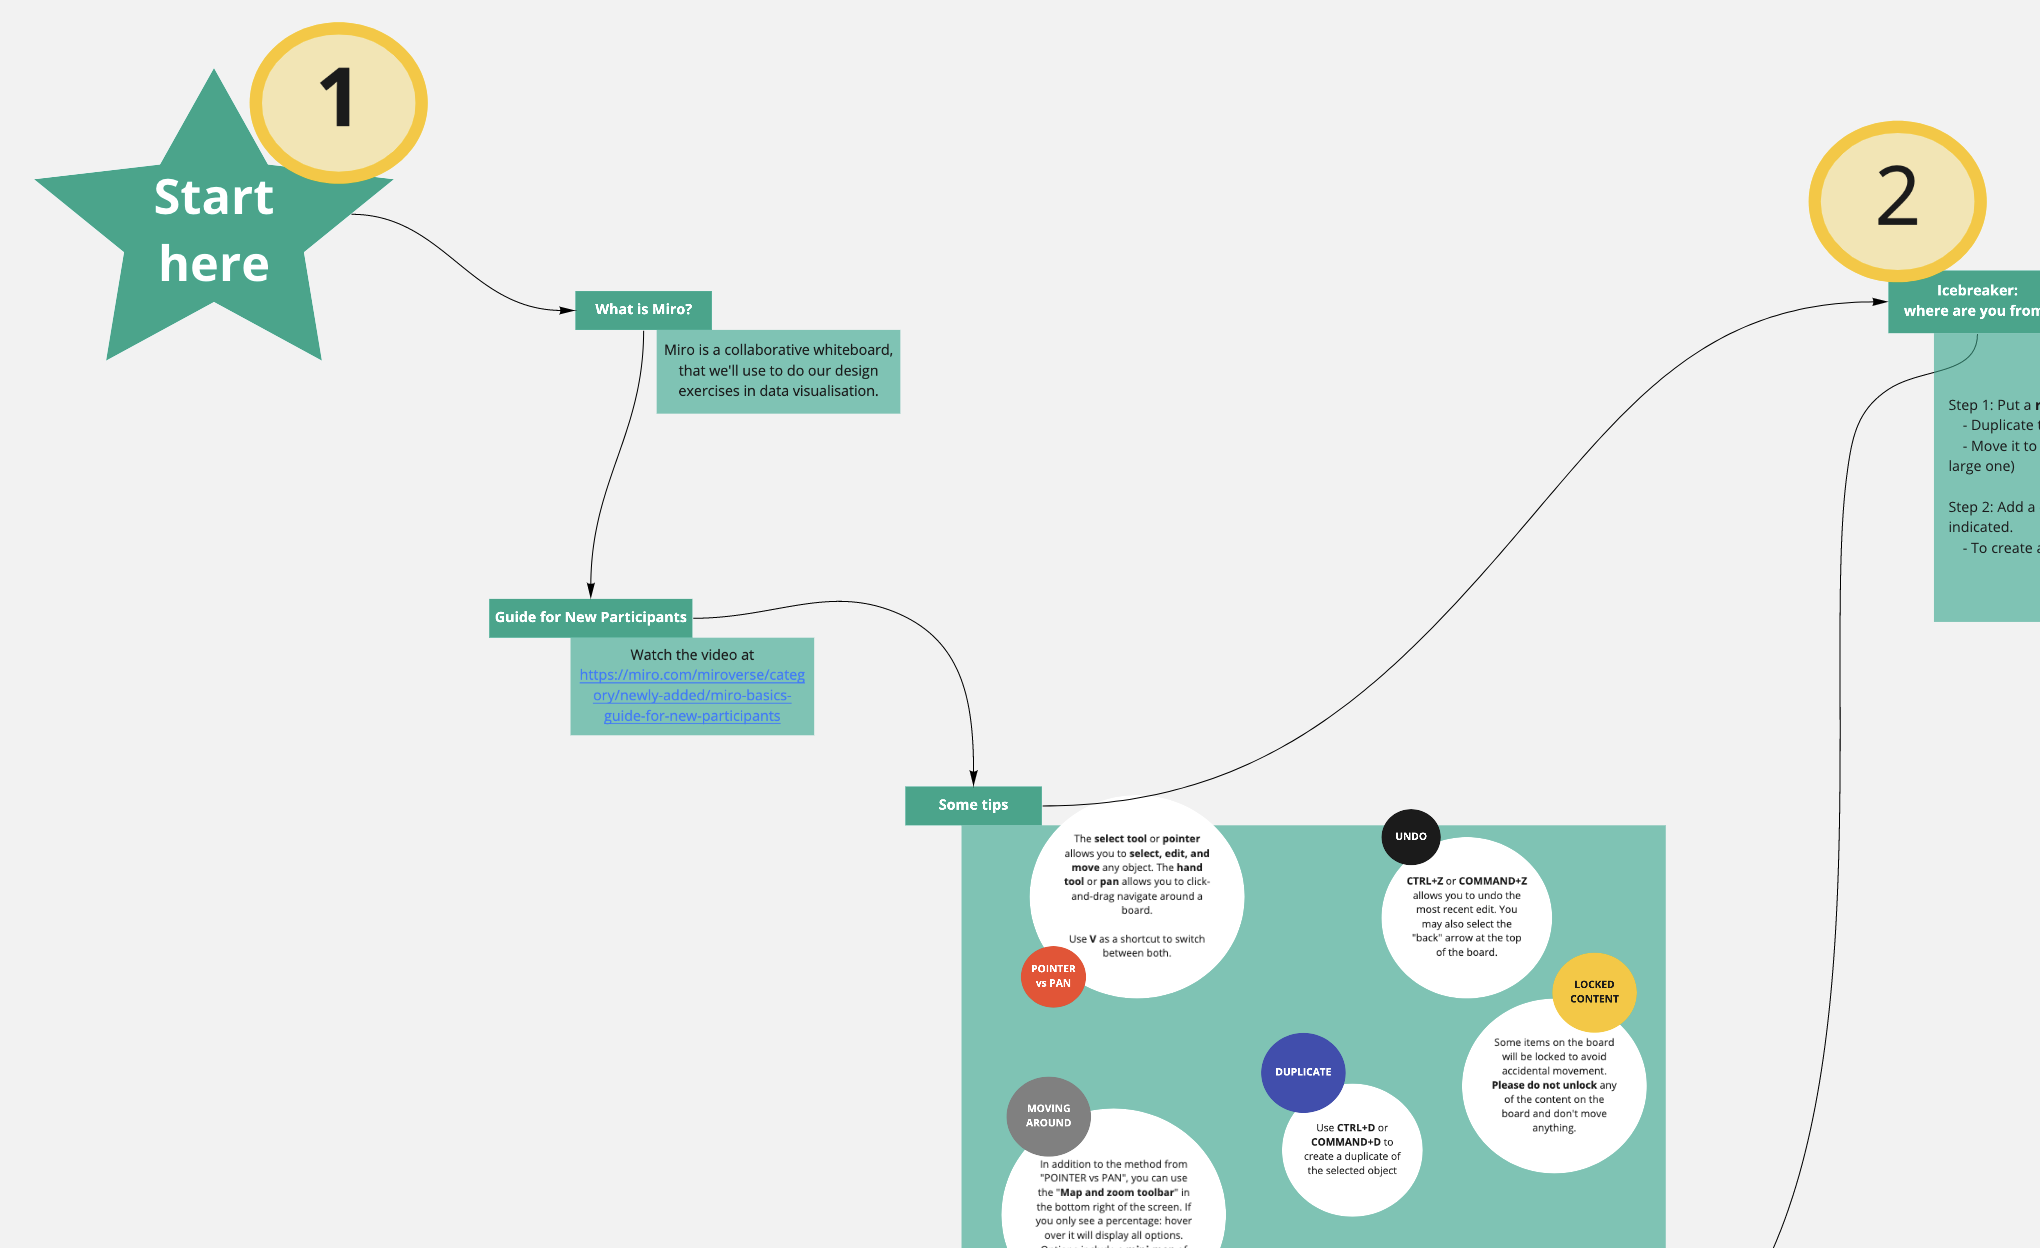 1
Start
here
What is Miro?
Miro is a collaborative whiteboard,
that we'll use to do our design
exercises in data visualisation.
Guide for New Participants
Watch the video at
https://miro.com/miroverse/categ
ory/newly-added/miro-basics-
guide-for-new-participants
Some tips
The select tool or pointer
allows you to select, edit, and
move any object. The hand
tool or pan allows you to click-
and-drag navigate around a
board.
Use V as a shortcut to switch
between both.
POINTER
vs PAN
UNDO
CTRL+Z or COMMAND+Z
allows you to undo the
most recent edit. You
may also select the
"back" arrow at the top
of the board.
LOCKED
CONTENT
Some items on the board
will be locked to avoid
accidental movement.
Please do not unlock any
of the content on the
board and don't move
anything.
DUPLICATE
Use CTRL+D or
COMMAND+D to
create a duplicate of
the selected object
MOVING
AROUND
In addition to the method from
"POINTER vs PAN", you can use
the "Map and zoom toolbar" in
the bottom right of the screen. If
you only see a percentage: hover
over it will display all options.
2
Icebreaker:
where are you from
Step 1: Put a
- Duplicate
- Move it to
large one)
Step 2: Add a
indicated.
- To create